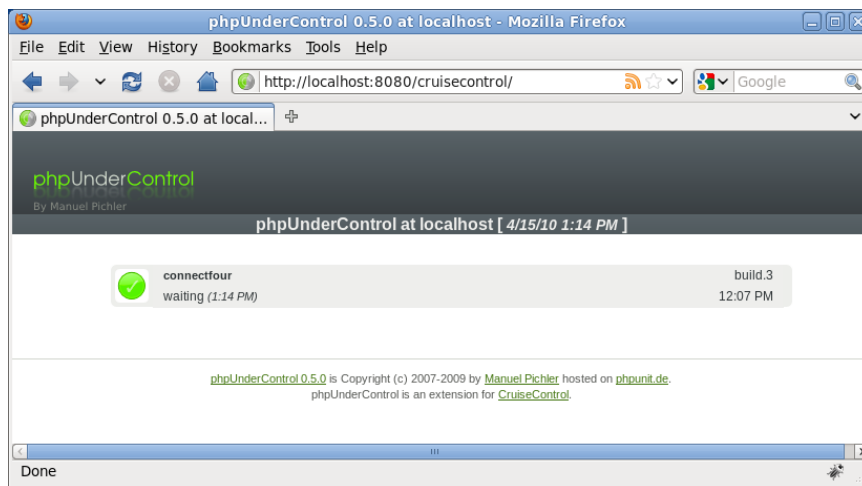 phpUnderControl 0.5.0 at localhost - Mozilla Firefox
File Edit View History Bookmarks Tools Help
http://localhost:8080/cruisecontrol/ Google
phpUnderControl 0.5.0 at local...
phpUnderControl
By Manuel Pichler
phpUnderControl at localhost [ 4/15/10 1:14 PM ]
connectfour build.3
waiting (1:14 PM) 12:07 PM
phpUnderControl 0.5.0 is Copyright (c) 2007-2009 by Manuel Pichler hosted on phpunit.de.
phpUnderControl is an extension for CruiseControl.
Done